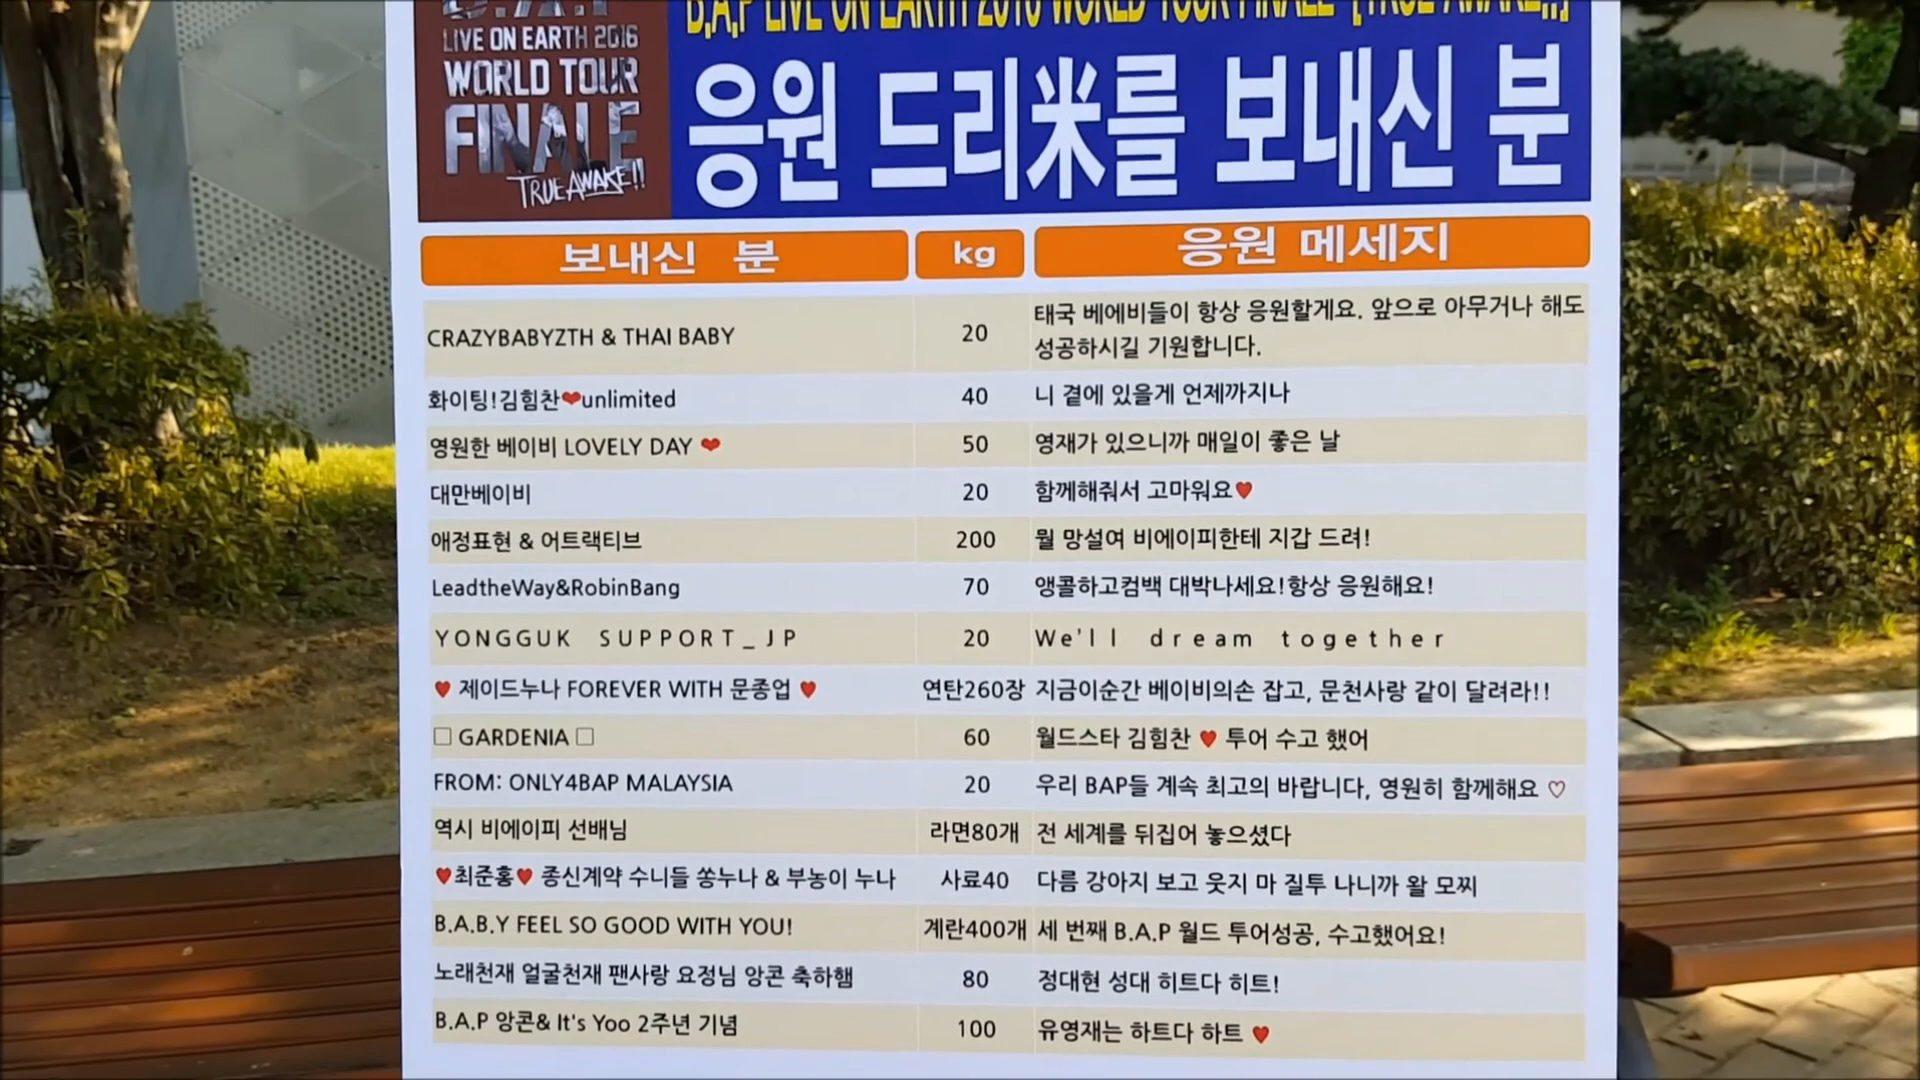 LIVE ON EARTH 2016
WORLD TOUR
FINALE
TRUE AWAKE!!
B.A.P LIVE ON EARTH 2016 WORLD TOUR FINALE [TRUE AWAKE!!]
응원 드리米를 보내신 분
보내신 분 kg 응원 메세지
CRAZYBABYZTH & THAI BABY 20 태국 베에비들이 항상 응원할게요. 앞으로 아무거나 해도
성공하시길 기원합니다.
화이팅!김힘찬❤unlimited 40 니 곁에 있을게 언제까지나
영원한 베이비 LOVELY DAY ❤ 50 영재가 있으니까 매일이 좋은 날
대만베이비 20 함께해줘서 고마워요♥
애정표현 & 어트랙티브 200 뭘 망설여 비에이피한테 지갑 드려!
LeadtheWay&RobinBang 70 앵콜하고컴백 대박나세요!항상 응원해요!
YONGGUK SUPPORT_JP 20 We'll dream together
♥ 제이드누나 FOREVER WITH 문종업 ♥ 연탄260장 지금이순간 베이비의손 잡고, 문천사랑 같이 달려라!!
□ GARDENIA □ 60 월드스타 김힘찬 ♥ 투어 수고 했어
FROM: ONLY4BAP MALAYSIA 20 우리 BAP들 계속 최고의 바랍니다, 영원히 함께해요 ♡
역시 비에이피 선배님 라면80개 전 세계를 뒤집어 놓으셨다
♥최준홍♥ 종신계약 수니들 쏭누나 & 부농이 누나 사료40 다름 강아지 보고 웃지 마 질투 나니까 왈 모찌
B.A.B.Y FEEL SO GOOD WITH YOU! 계란400개 세 번째 B.A.P 월드 투어성공, 수고했어요!
노래천재 얼굴천재 팬사랑 요정님 앙콘 축하햄 80 정대현 성대 히트다 히트!
B.A.P 앙콘& It's Yoo 2주년 기념 100 유영재는 하트다 하트 ♥